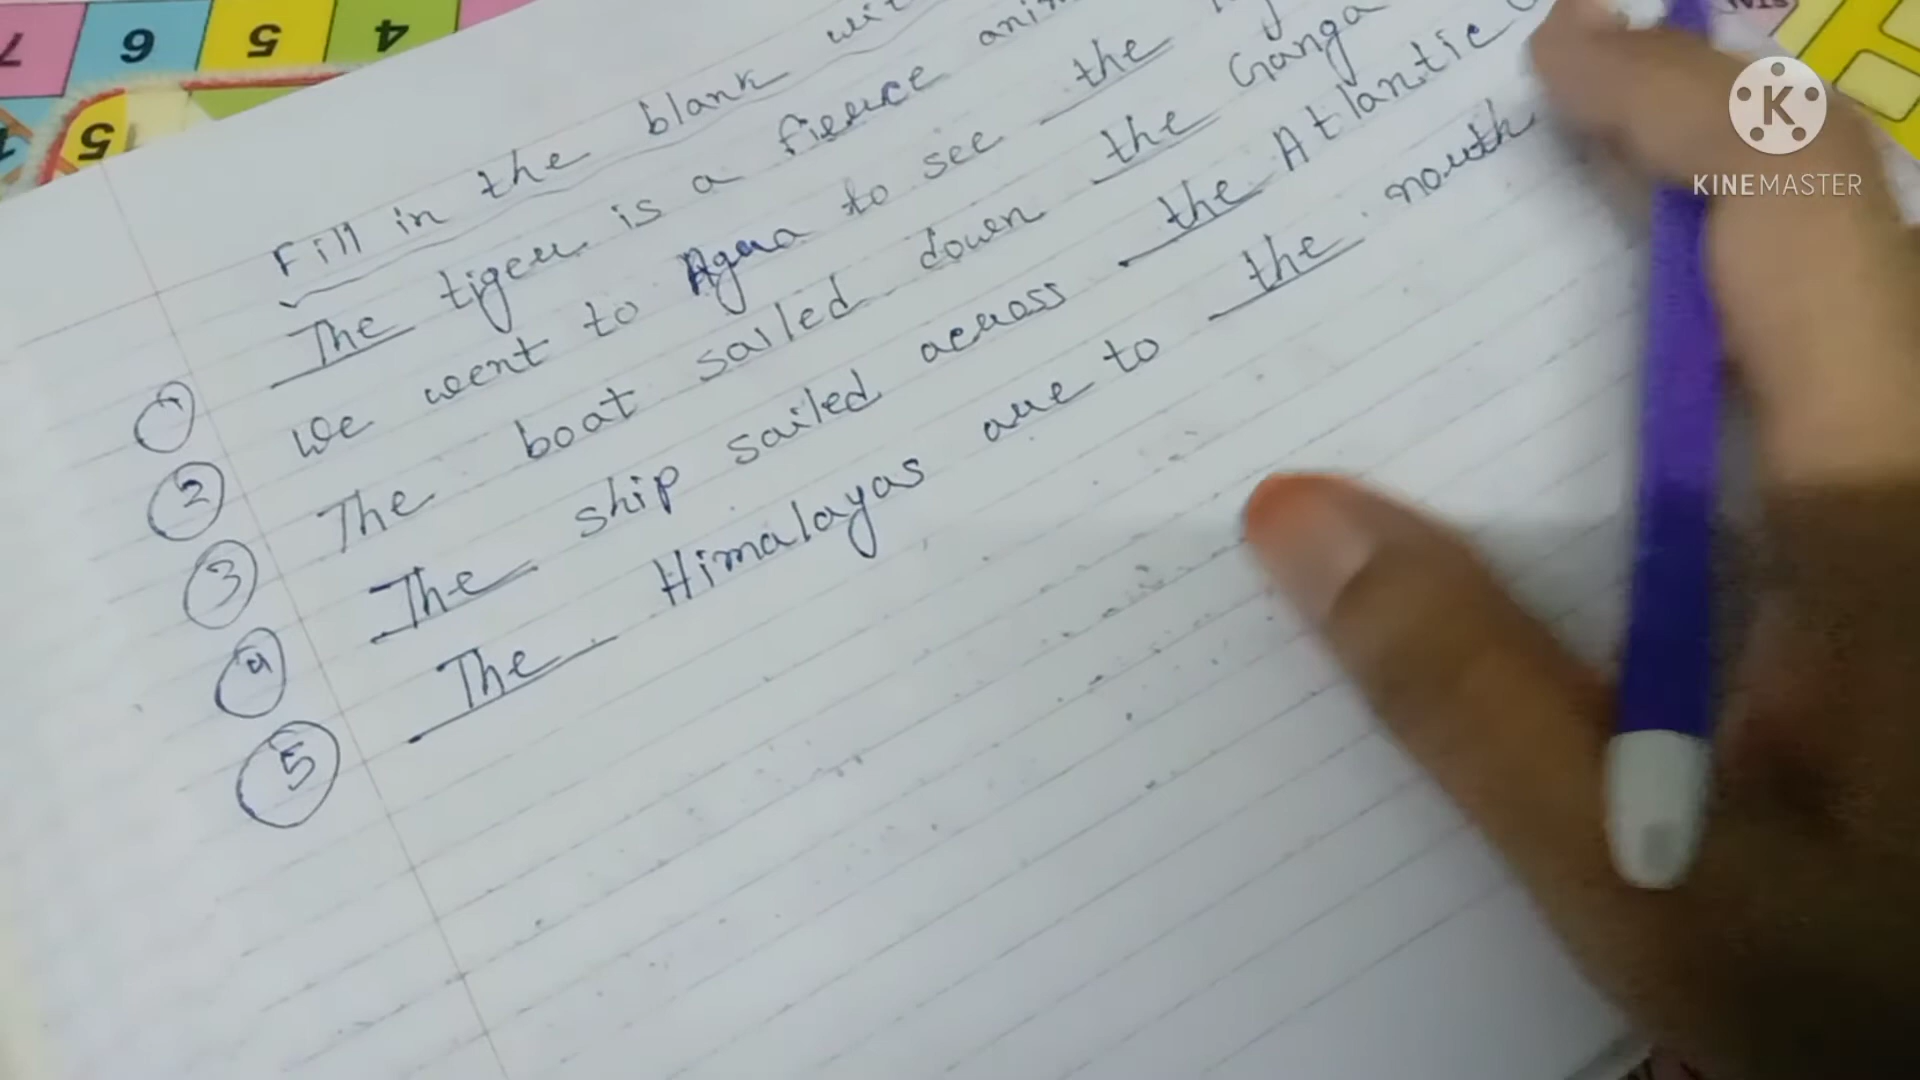 7 6 5 4
15
Fill in the blank
① The tiger is a fierce
② We went to Agra to see the
③ The boat sailed down the Ganga
④ The ship sailed across the Atlantic
⑤ The Himalayas are to the north
K
KINEMASTER